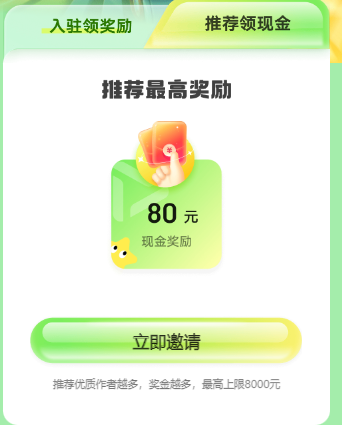 入驻领奖励
推荐领现金
推荐最高奖励
80 元
现金奖励
立即邀请
推荐优质作者越多，奖金越多，最高上限8000元